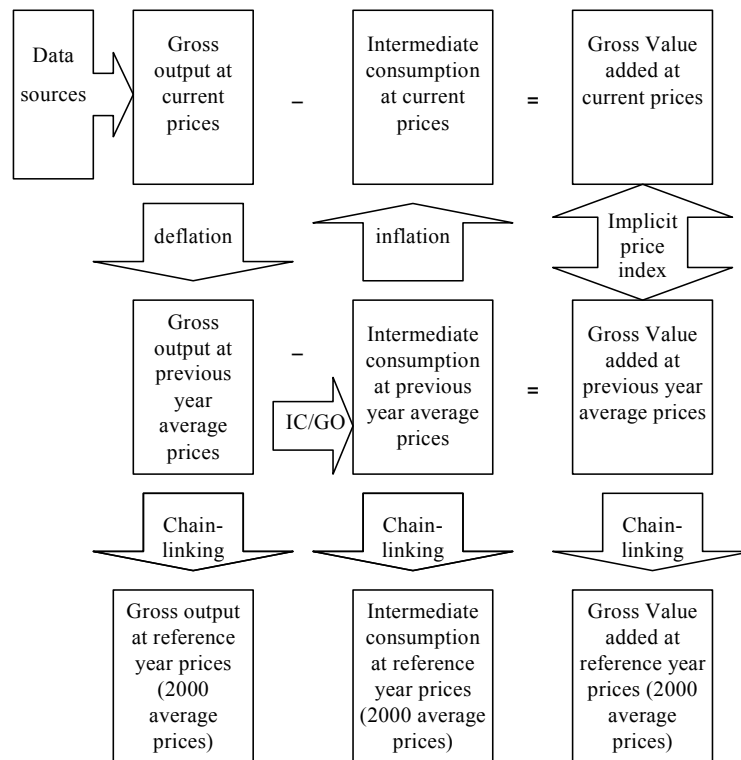 Data
sources
Gross
output at
current
prices
–
Intermediate
consumption
at current
prices
=
Gross Value
added at
current prices
deflation
inflation
Implicit
price
index
Gross
output at
previous
year
average
prices
–
IC/GO
Intermediate
consumption
at previous
year average
prices
=
Gross Value
added at
previous year
average prices
Chain-
linking
Chain-
linking
Chain-
linking
Gross output
at reference
year prices
(2000
average
prices)
Intermediate
consumption
at reference
year prices
(2000 average
prices)
Gross Value
added at
reference year
prices (2000
average
prices)